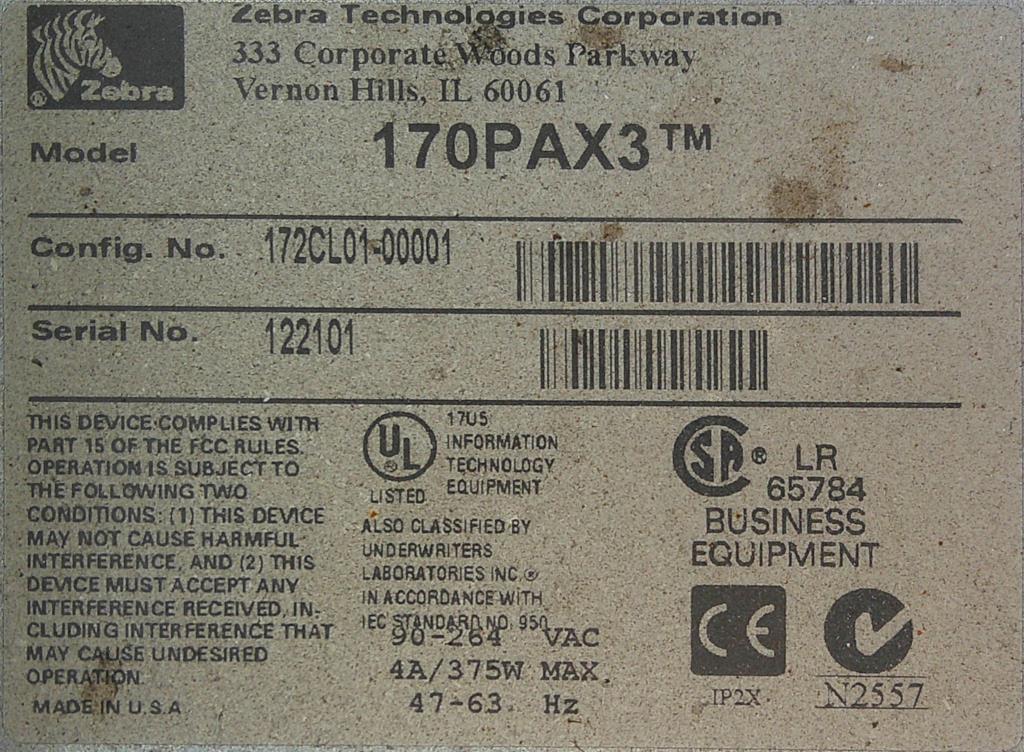 Zebra Technologies Corporation
333 Corporate Woods Parkway
Vernon Hills, IL 60061
® Zebra
Model 170PAX3™
Config. No. 172CL01-00001
Serial No. 122101
THIS DEVICE COMPLIES WITH
PART 15 OF THE FCC RULES.
OPERATION IS SUBJECT TO
THE FOLLOWING TWO
CONDITIONS: (1) THIS DEVICE
MAY NOT CAUSE HARMFUL
INTERFERENCE, AND (2) THIS
DEVICE MUST ACCEPT ANY
INTERFERENCE RECEIVED, IN-
CLUDING INTERFERENCE THAT
MAY CAUSE UNDESIRED
OPERATION.
MADE IN U.S.A
UL ®
LISTED
17U5
INFORMATION
TECHNOLOGY
EQUIPMENT
ALSO CLASSIFIED BY
UNDERWRITERS
LABORATORIES INC.®
IN ACCORDANCE WITH
IEC STANDARD NO. 950
90-264 VAC
4A/375W MAX.
47-63 Hz
SA ® LR
65784
BUSINESS
EQUIPMENT
CE
IP2X
N2557